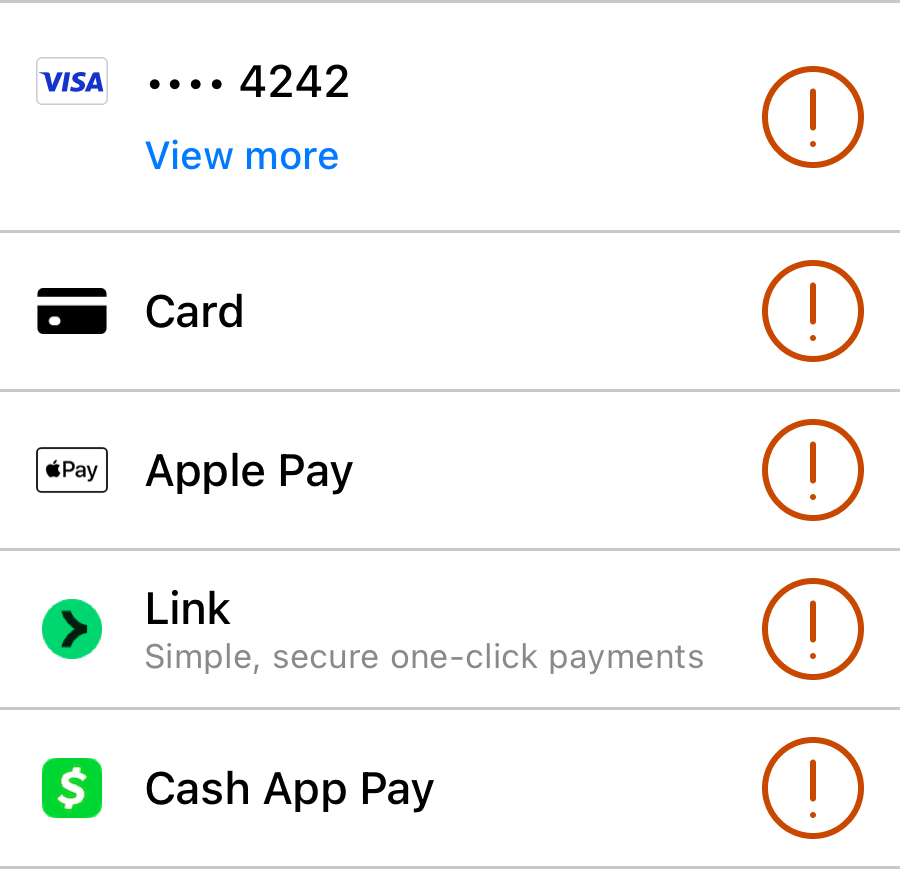 VISA •••• 4242
View more
Card
Pay Apple Pay
Link
Simple, secure one-click payments
$ Cash App Pay